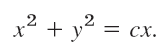 x² + y² = cx.